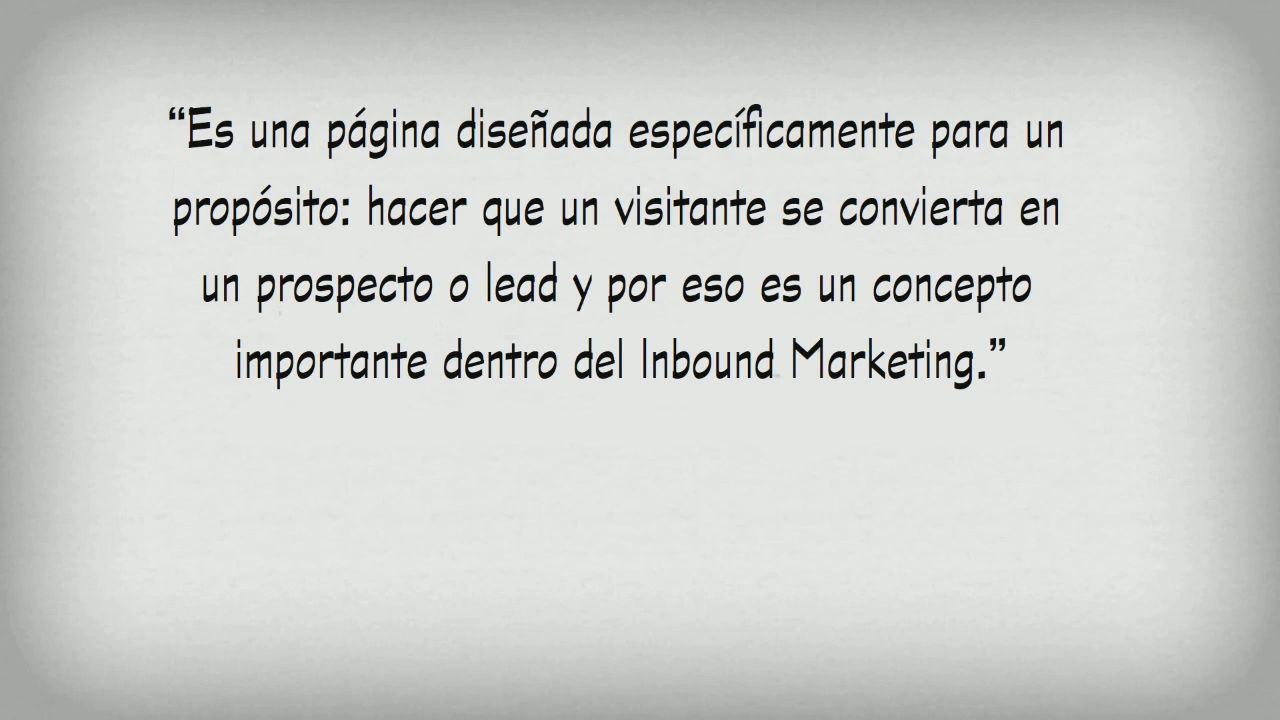 “Es una página diseñada específicamente para un
propósito: hacer que un visitante se convierta en
un prospecto o lead y por eso es un concepto
importante dentro del Inbound Marketing.”